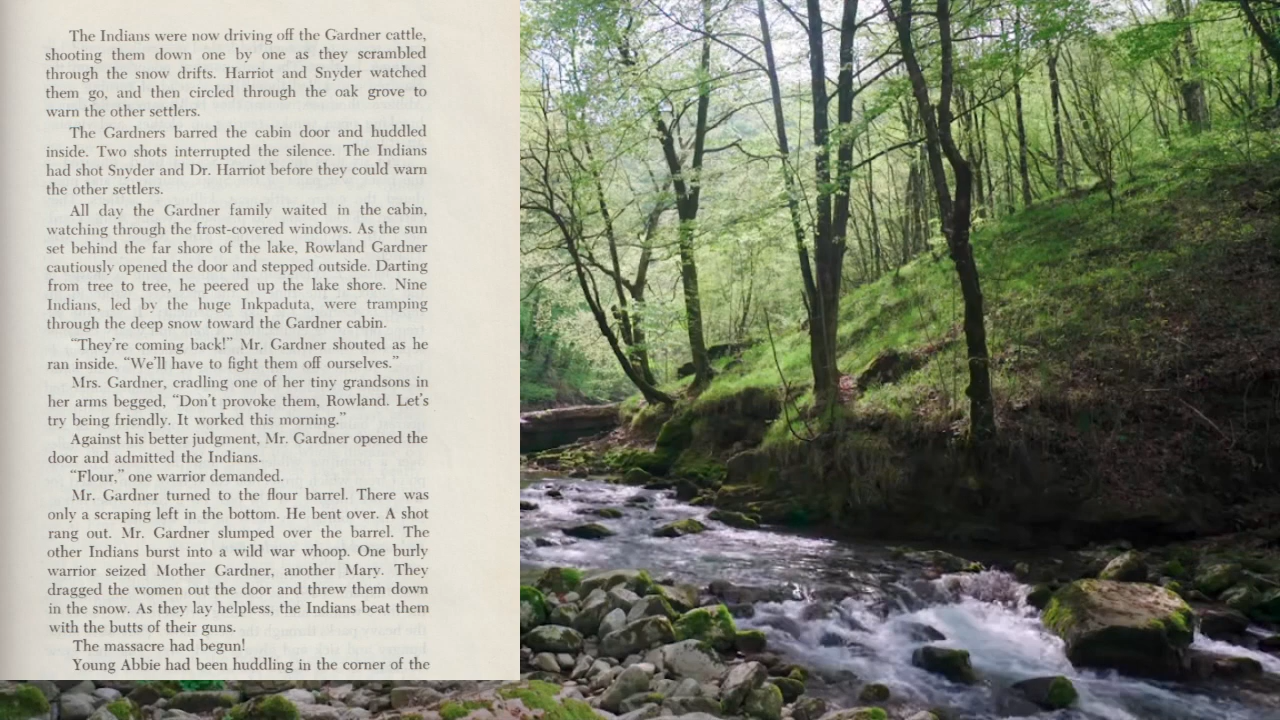 The Indians were now driving off the Gardner cattle,
shooting them down one by one as they scrambled
through the snow drifts. Harriot and Snyder watched
them go, and then circled through the oak grove to
warn the other settlers.
The Gardners barred the cabin door and huddled
inside. Two shots interrupted the silence. The Indians
had shot Snyder and Dr. Harriot before they could warn
the other settlers.
All day the Gardner family waited in the cabin,
watching through the frost-covered windows. As the sun
set behind the far shore of the lake, Rowland Gardner
cautiously opened the door and stepped outside. Darting
from tree to tree, he peered up the lake shore. Nine
Indians, led by the huge Inkpaduta, were tramping
through the deep snow toward the Gardner cabin.
“They’re coming back!” Mr. Gardner shouted as he
ran inside. “We’ll have to fight them off ourselves.”
Mrs. Gardner, cradling one of her tiny grandsons in
her arms begged, “Don’t provoke them, Rowland. Let’s
try being friendly. It worked this morning.”
Against his better judgment, Mr. Gardner opened the
door and admitted the Indians.
“Flour,” one warrior demanded.
Mr. Gardner turned to the flour barrel. There was
only a scraping left in the bottom. He bent over. A shot
rang out. Mr. Gardner slumped over the barrel. The
other Indians burst into a wild war whoop. One burly
warrior seized Mother Gardner, another Mary. They
dragged the women out the door and threw them down
in the snow. As they lay helpless, the Indians beat them
with the butts of their guns.
The massacre had begun!
Young Abbie had been huddling in the corner of the